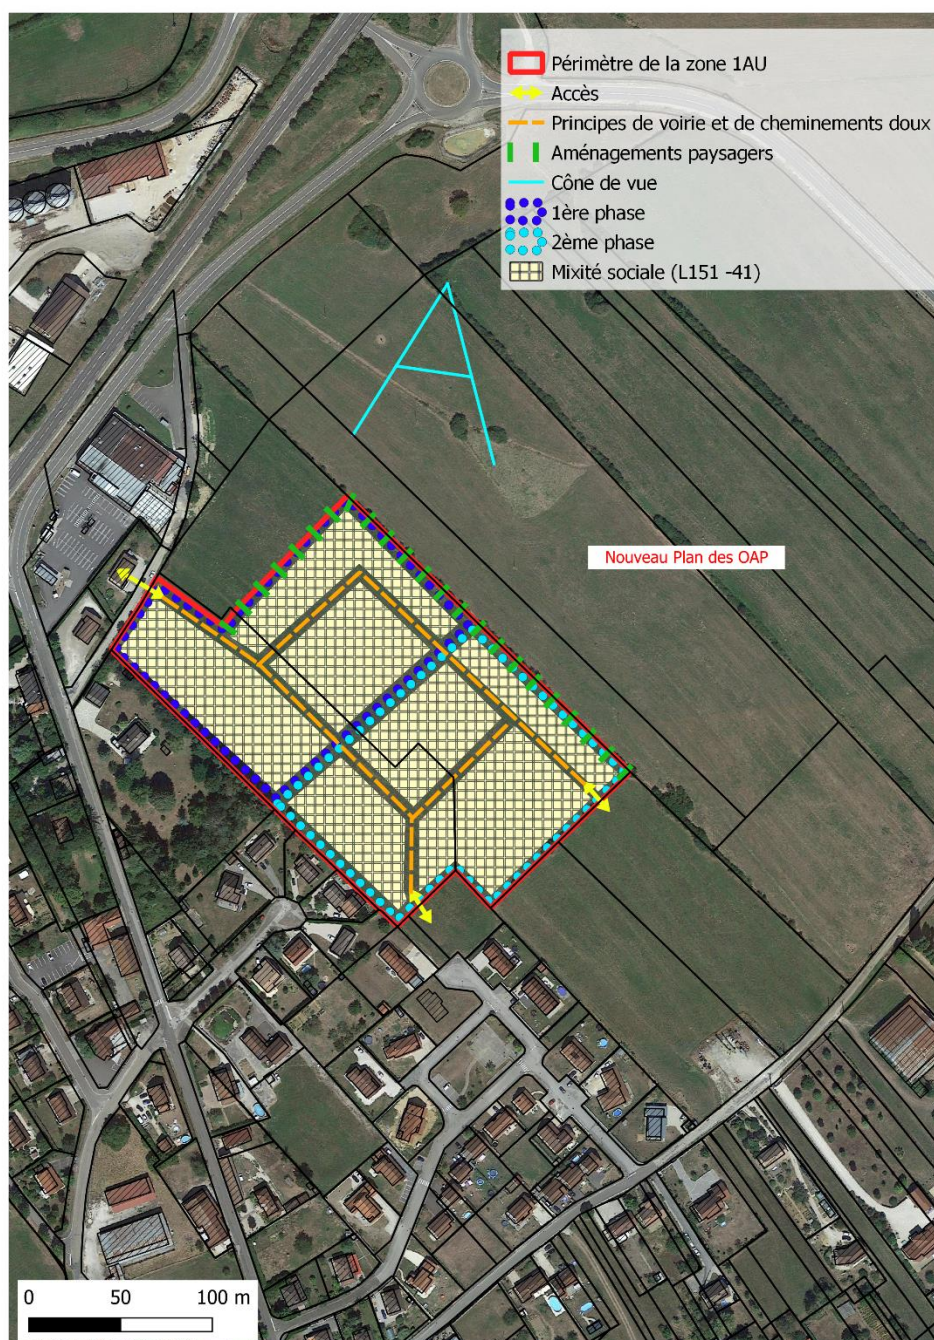 Périmètre de la zone 1AU
Accès
Principes de voirie et de cheminements doux
Aménagements paysagers
Cône de vue
1ère phase
2ème phase
Mixité sociale (L151 -41)
Nouveau Plan des OAP
0 50 100 m